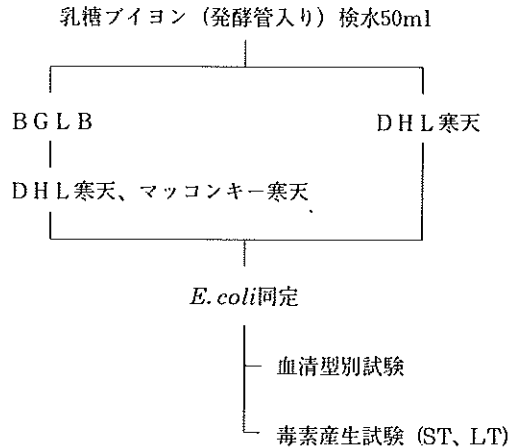 乳糖ブイヨン（発酵管入り）検水50ml
BGLB
DHL寒天
DHL寒天、マッコンキー寒天
E.coli同定
血清型別試験
毒素産生試験（ST、LT）